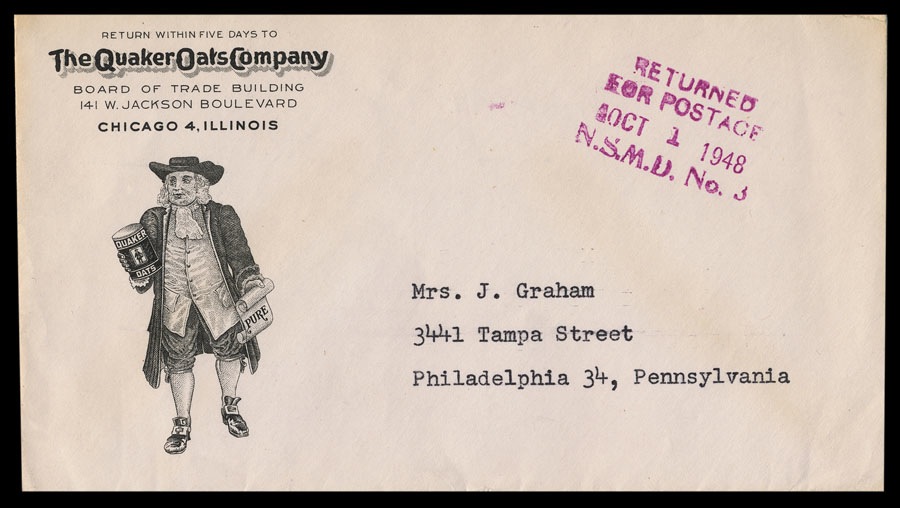 RETURN WITHIN FIVE DAYS TO
The Quaker Oats Company
BOARD OF TRADE BUILDING
141 W. JACKSON BOULEVARD
CHICAGO 4, ILLINOIS
QUAKER
OATS
PURE
RETURNED
FOR POSTAGE
OCT 1 1948
N.S.M.D. No. 3
Mrs. J. Graham
3441 Tampa Street
Philadelphia 34, Pennsylvania